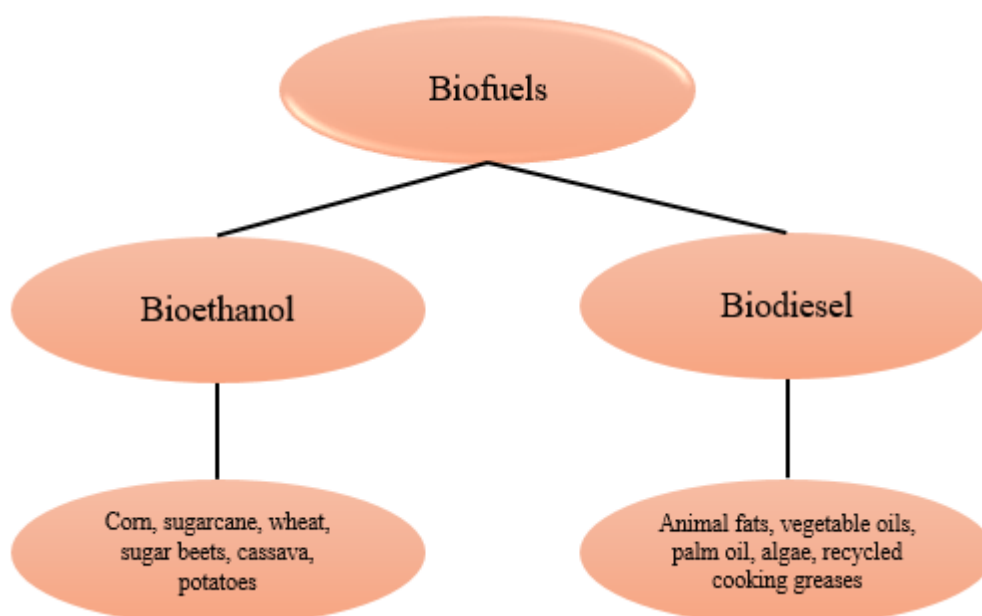 Biofuels
Bioethanol
Biodiesel
Corn, sugarcane, wheat,
sugar beets, cassava,
potatoes
Animal fats, vegetable oils,
palm oil, algae, recycled
cooking greases